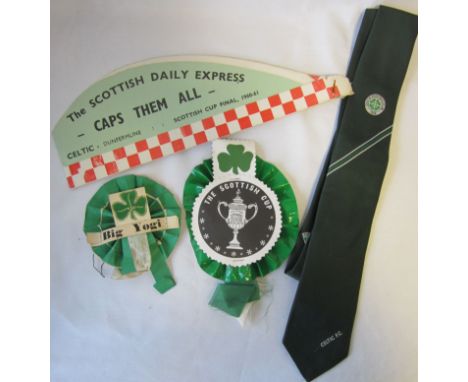 The SCOTTISH DAILY EXPRESS
- CAPS THEM ALL -
CELTIC . DUNFERMLINE SCOTTISH CUP FINAL, 1960-61
THE SCOTTISH CUP
Big Yogi
CELTIC F.C.